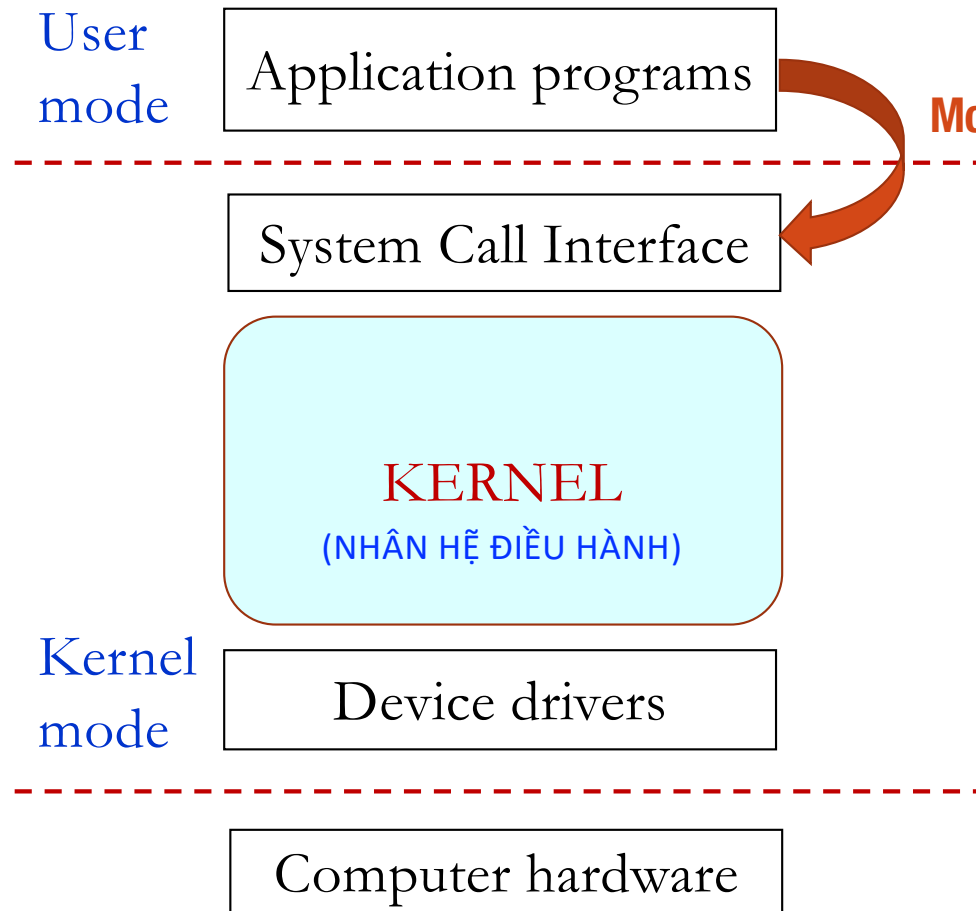 User
mode
Application programs
System Call Interface
KERNEL
(NHÂN HỆ ĐIỀU HÀNH)
Kernel
mode
Device drivers
Computer hardware